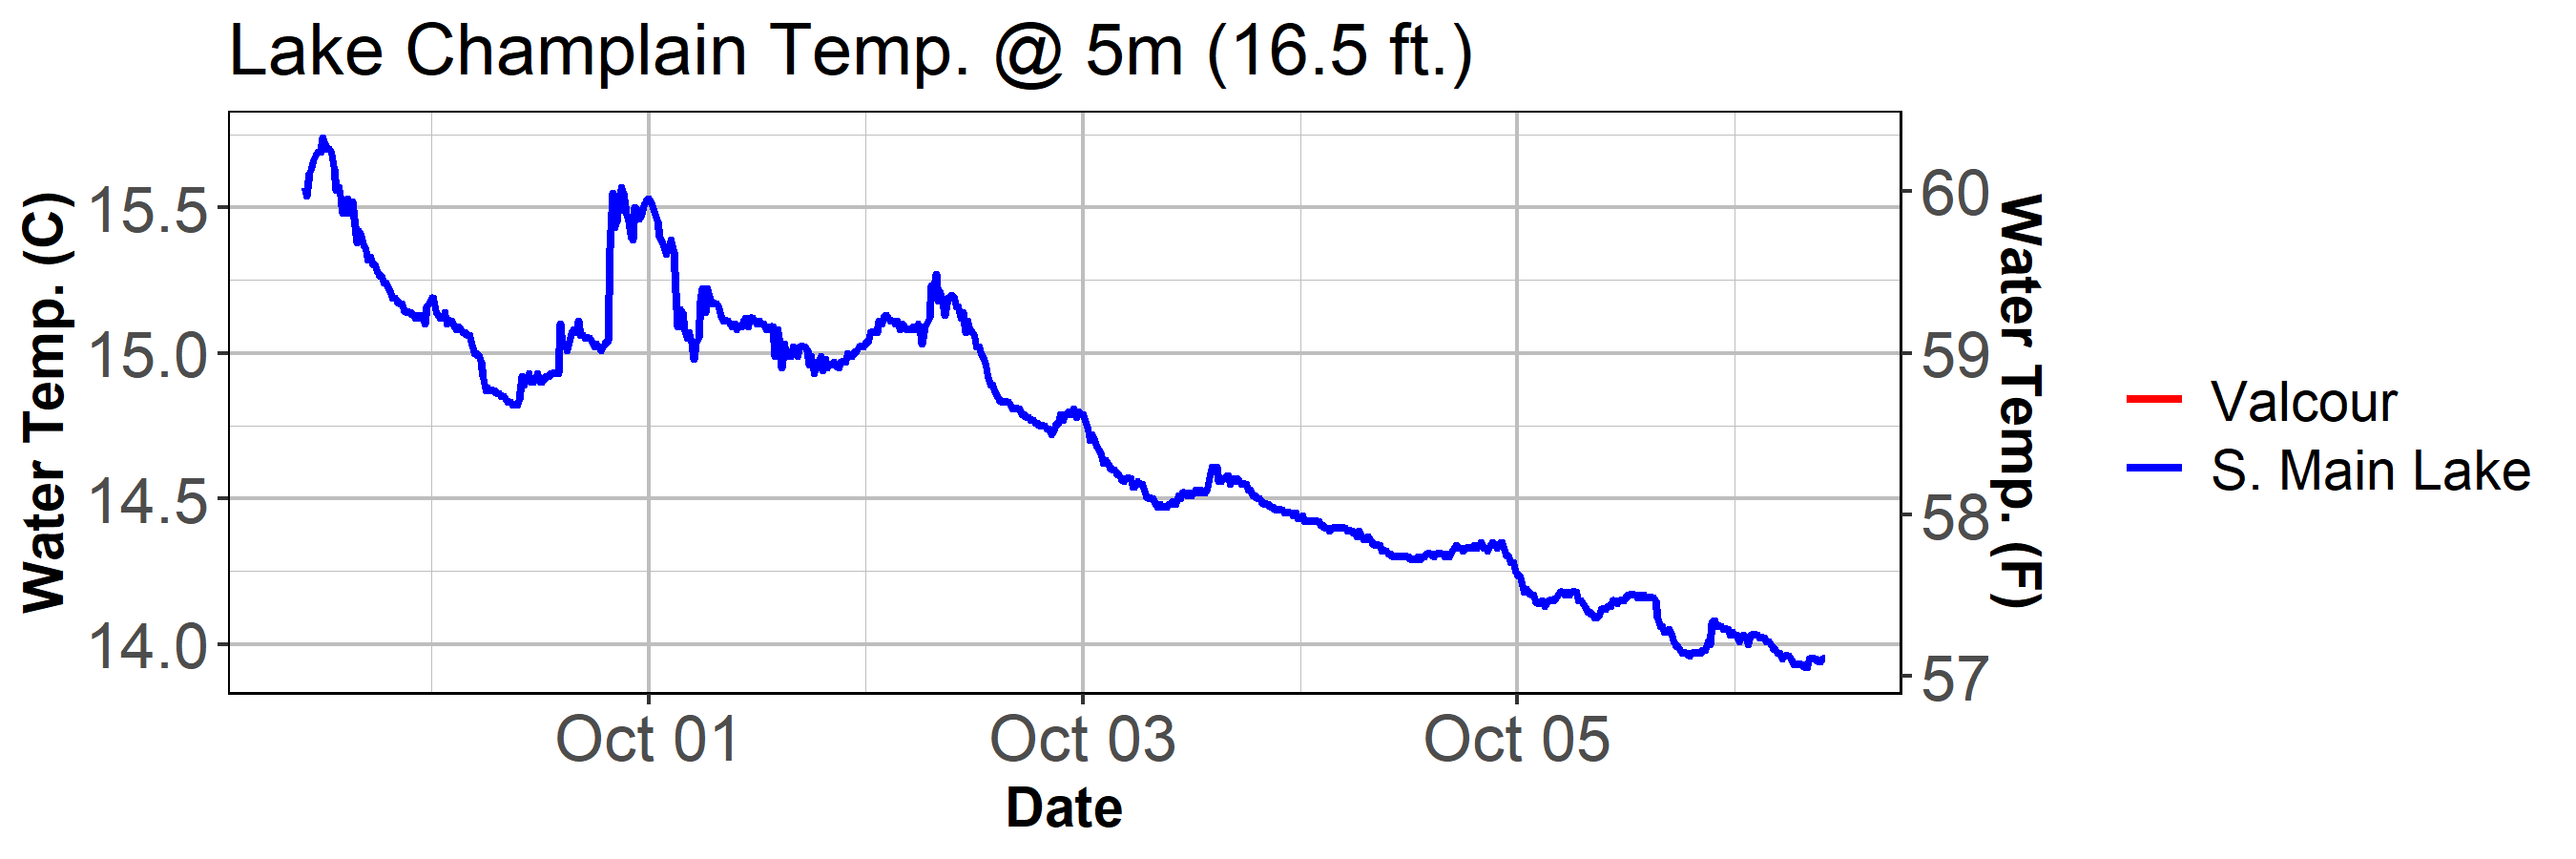 Lake Champlain Temp. @ 5m (16.5 ft.)
Water Temp. (C)
15.5
15.0
14.5
14.0
60
59
58
57
Water Temp. (F)
Oct 01
Oct 03
Oct 05
Date
Valcour
S. Main Lake